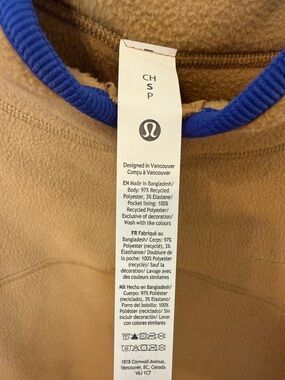 CH
S
P
Designed in Vancouver
Conçu à Vancouver
EN Made in Bangladesh/
Body: 97% Recycled
Polyester, 3% Elastane/
Pocket lining: 100%
Recycled Polyester/
Exclusive of decoration/
Wash with like colours
FR Fabriqué au
Bangladesh/ Corps: 97%
Polyester (recyclé), 3%
Élasthanne/ Doublure de
la poche: 100% Polyester
(recyclé)/ Sauf la
décoration/ Lavage avec
des couleurs similaires
MX Hecho en Bangladesh/
Cuerpo: 97% Poliéster
(reciclado), 3% Elastano/
Forro del bolsillo: 100%
Poliéster (reciclado)/ Sin
incluir decoración/ Lavar
con colores similares
1818 Cornwall Avenue,
Vancouver, BC, Canada
V6J 1C7